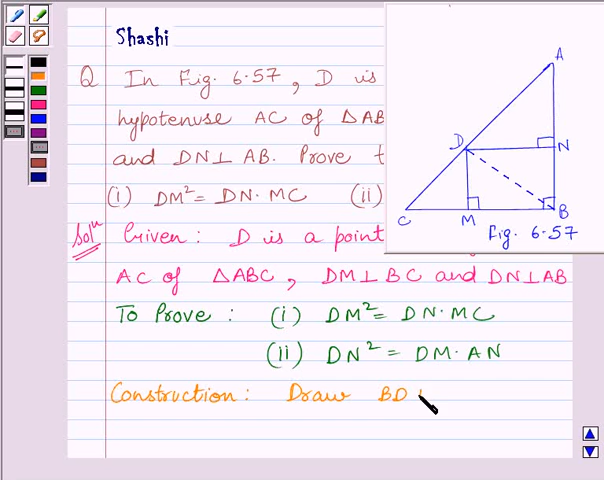 Shashi
Q In Fig. 6.57, D is
hypotenuse AC of △AB
and DN⊥ AB. Prove t
(i) DM²= DN·MC (ii)
A
D
N
C
M
B
Fig. 6.57
Solⁿ Given: D is a point
AC of △ABC, DM⊥BC and DN⊥AB
To Prove: (i) DM²= DN·MC
(ii) DN² = DM·AN
Construction: Draw BD